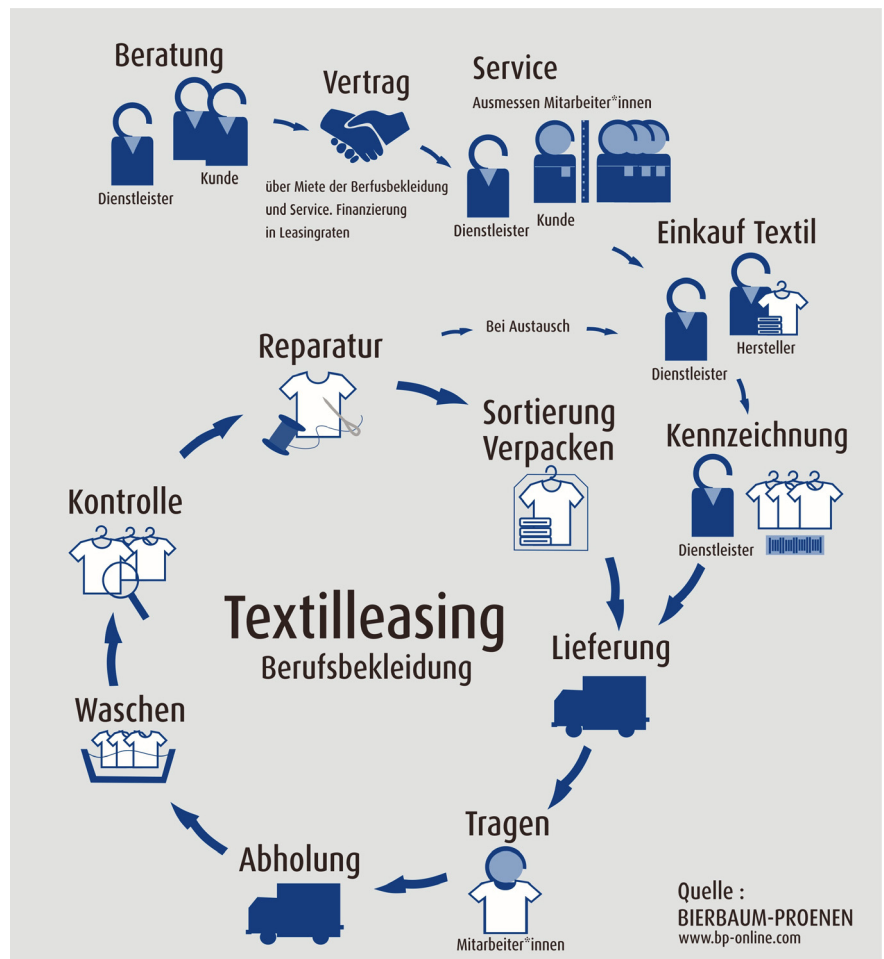 Beratung
Dienstleister
Kunde
Vertrag
über Miete der Berfusbekleidung
und Service. Finanzierung
in Leasingraten
Service
Ausmessen Mitarbeiter*innen
Dienstleister
Kunde
Einkauf Textil
Dienstleister
Hersteller
Kennzeichnung
Dienstleister
Bei Austausch
Reparatur
Sortierung
Verpacken
Kontrolle
Textilleasing
Berufsbekleidung
Lieferung
Waschen
Tragen
Mitarbeiter*innen
Abholung
Quelle :
BIERBAUM-PROENEN
www.bp-online.com